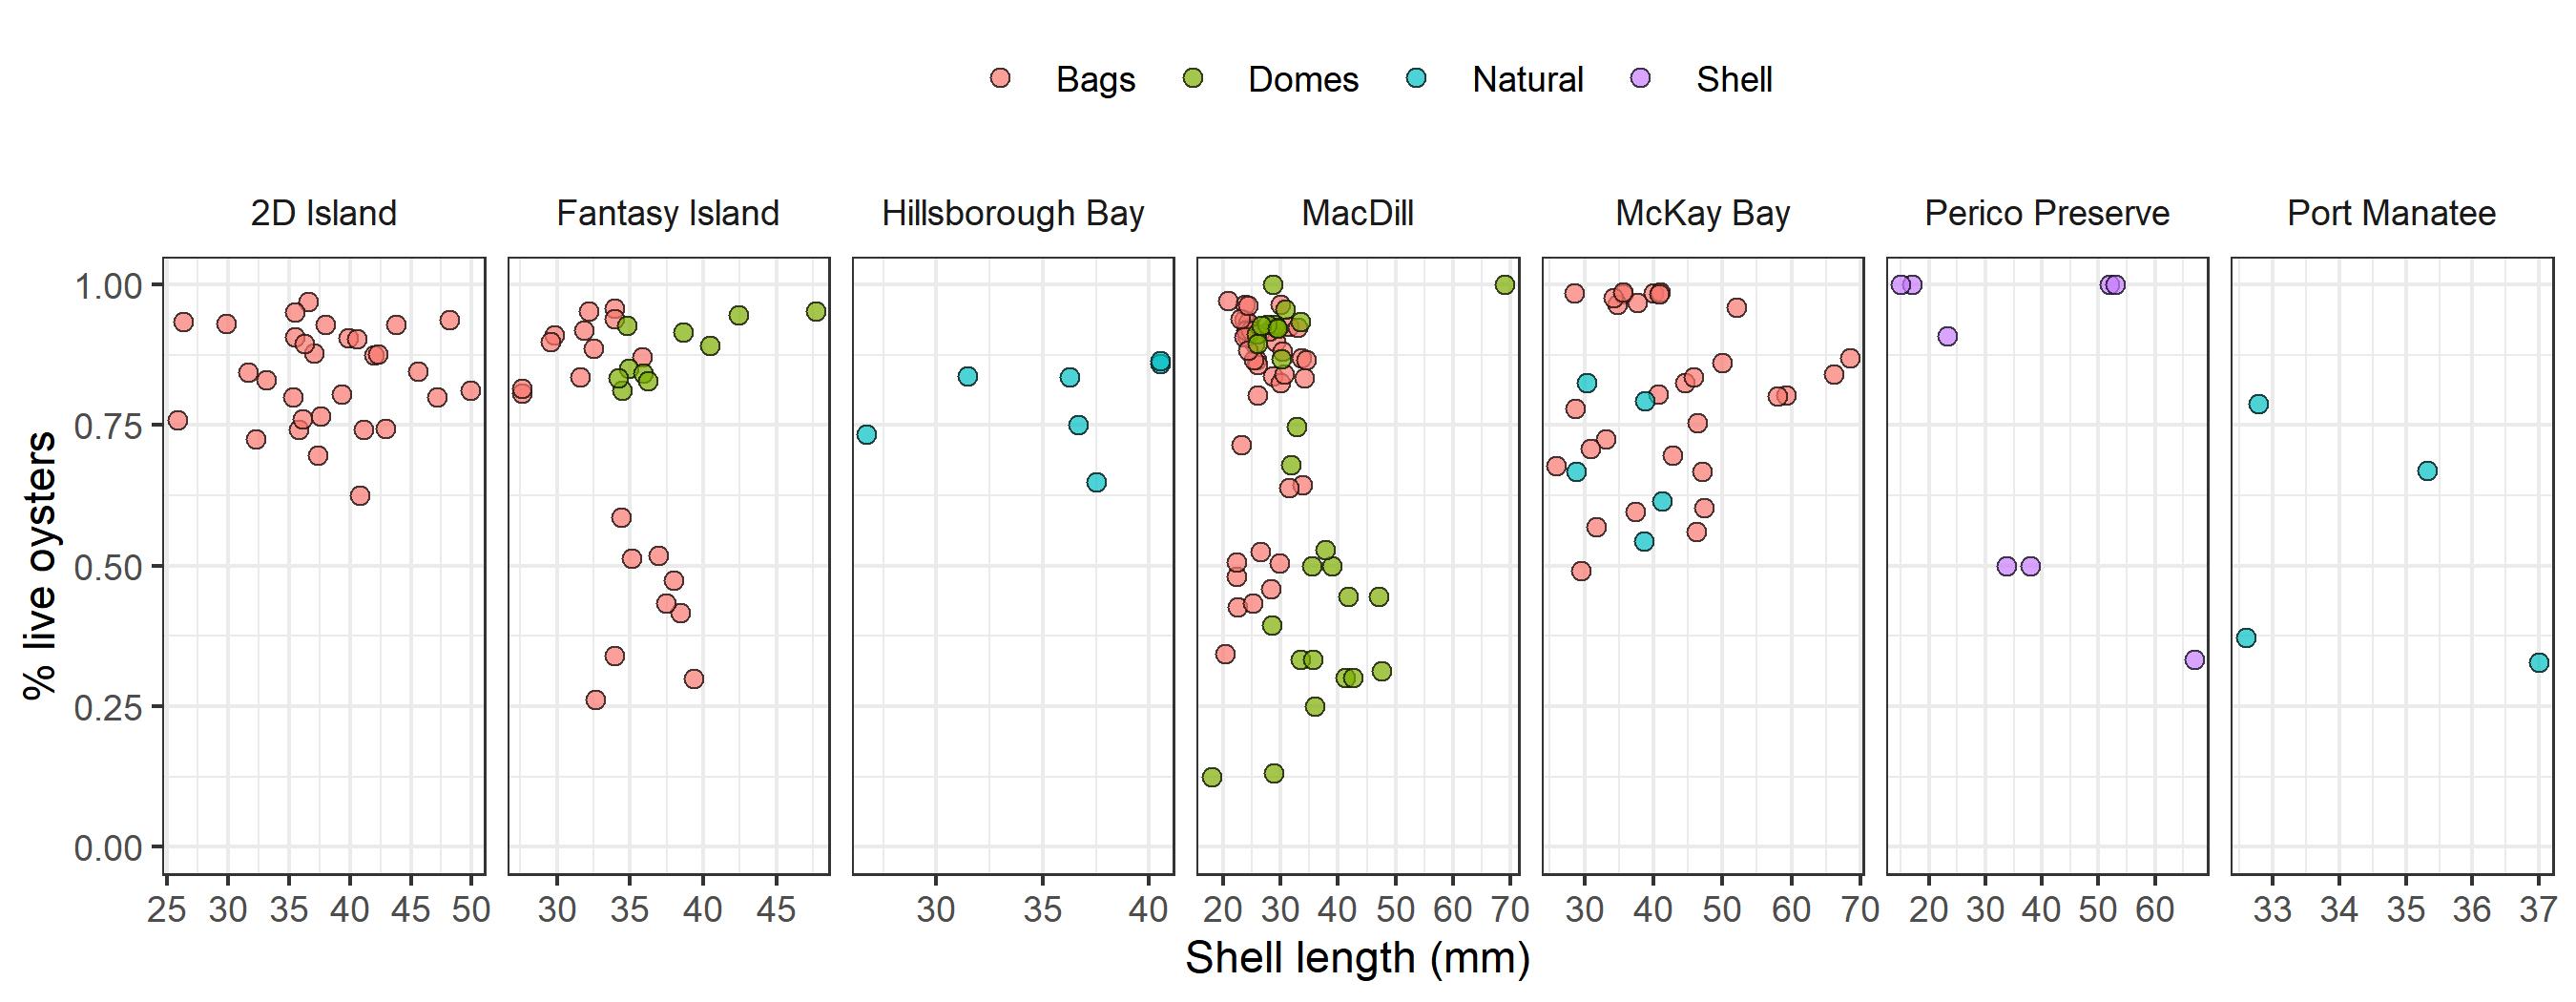 Bags Domes Natural Shell
2D Island Fantasy Island Hillsborough Bay MacDill McKay Bay Perico Preserve Port Manatee
% live oysters
1.00
0.75
0.50
0.25
0.00
25 30 35 40 45 50 30 35 40 45 30 35 40 20 30 40 50 60 70 30 40 50 60 70 20 30 40 50 60 33 34 35 36 37
Shell length (mm)